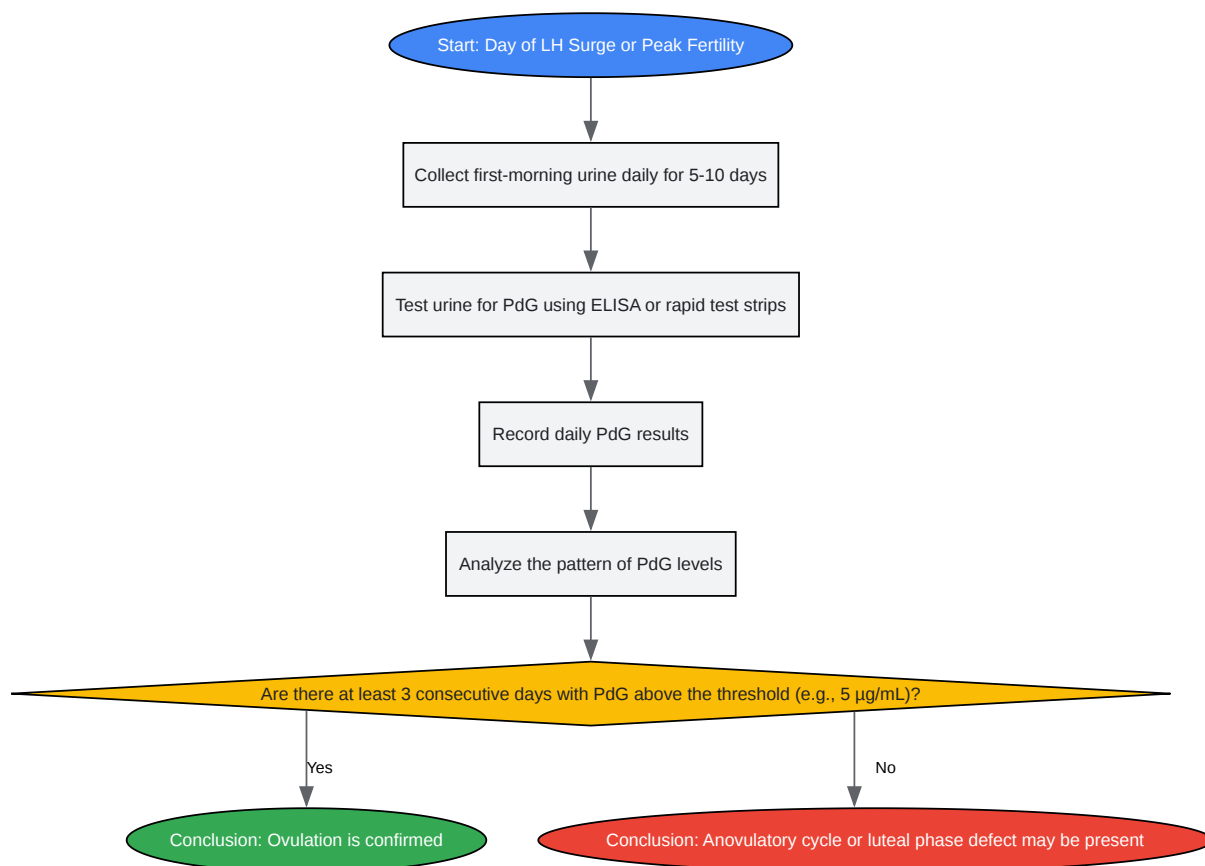 Start: Day of LH Surge or Peak Fertility
Collect first-morning urine daily for 5-10 days
Test urine for PdG using ELISA or rapid test strips
Record daily PdG results
Analyze the pattern of PdG levels
Are there at least 3 consecutive days with PdG above the threshold (e.g., 5 µg/mL)?
Yes
No
Conclusion: Ovulation is confirmed
Conclusion: Anovulatory cycle or luteal phase defect may be present